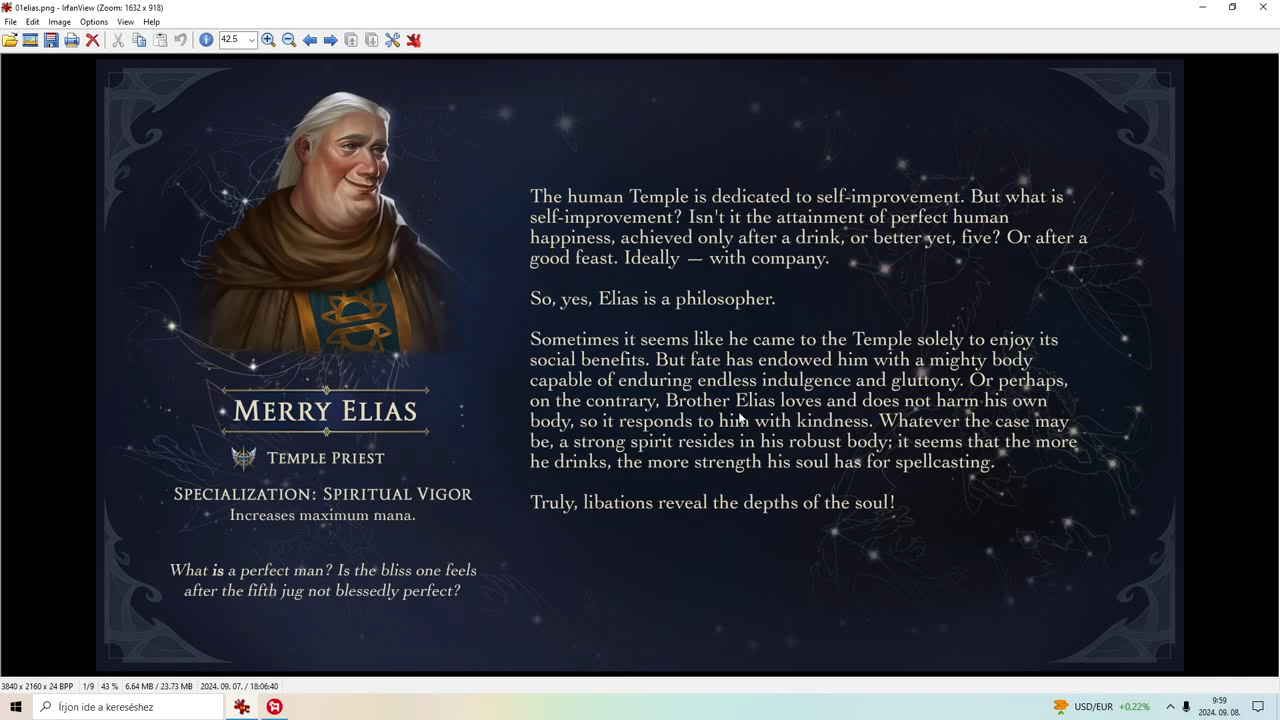 01elias.png - IrfanView (Zoom: 1632 x 918)
File Edit Image Options View Help
42.5
The human Temple is dedicated to self-improvement. But what is
self-improvement? Isn't it the attainment of perfect human
happiness, achieved only after a drink, or better yet, five? Or after a
good feast. Ideally — with company.
So, yes, Elias is a philosopher.
Sometimes it seems like he came to the Temple solely to enjoy its
social benefits. But fate has endowed him with a mighty body
capable of enduring endless indulgence and gluttony. Or perhaps,
on the contrary, Brother Elias loves and does not harm his own
body, so it responds to him with kindness. Whatever the case may
be, a strong spirit resides in his robust body; it seems that the more
he drinks, the more strength his soul has for spellcasting.
Truly, libations reveal the depths of the soul!
MERRY ELIAS
TEMPLE PRIEST
SPECIALIZATION: SPIRITUAL VIGOR
Increases maximum mana.
What is a perfect man? Is the bliss one feels
after the fifth jug not blessedly perfect?
3840 x 2160 x 24 BPP 1/9 43 % 6.64 MB / 23.73 MB 2024. 09. 07. / 18:06:40
Írjon ide a kereséshez
USD/EUR +0,22%
9:59
2024. 09. 08.